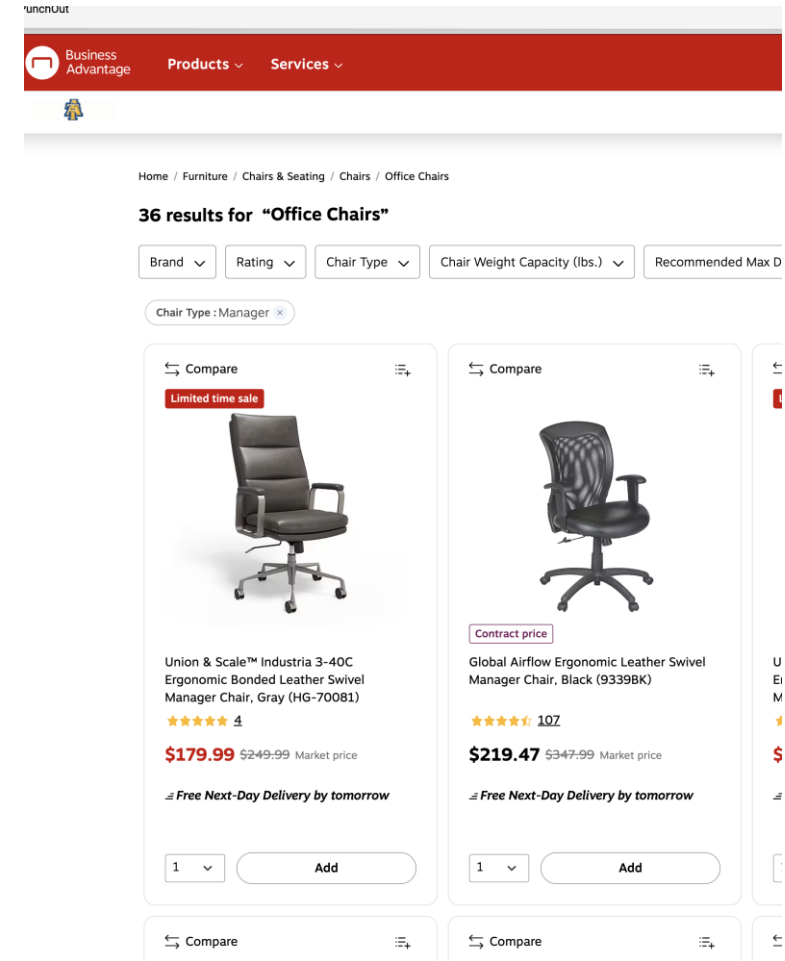 PunchOut
Business
Advantage
Products
Services
Home / Furniture / Chairs & Seating / Chairs / Office Chairs
36 results for “Office Chairs”
Brand
Rating
Chair Type
Chair Weight Capacity (lbs.)
Recommended Max D
Chair Type : Manager ×
Compare
Limited time sale
Union & Scale™ Industria 3-40C
Ergonomic Bonded Leather Swivel
Manager Chair, Gray (HG-70081)
4
$179.99 $249.99 Market price
Free Next-Day Delivery by tomorrow
1
Add
Compare
Contract price
Global Airflow Ergonomic Leather Swivel
Manager Chair, Black (9339BK)
107
$219.47 $347.99 Market price
Free Next-Day Delivery by tomorrow
1
Add
Compare
Compare